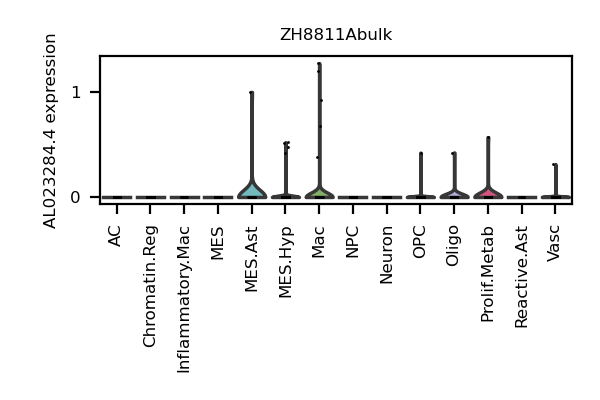 ZH8811Abulk
AL023284.4 expression
1
0
AC
Chromatin.Reg
Inflammatory.Mac
MES
MES.Ast
MES.Hyp
Mac
NPC
Neuron
OPC
Oligo
Prolif.Metab
Reactive.Ast
Vasc